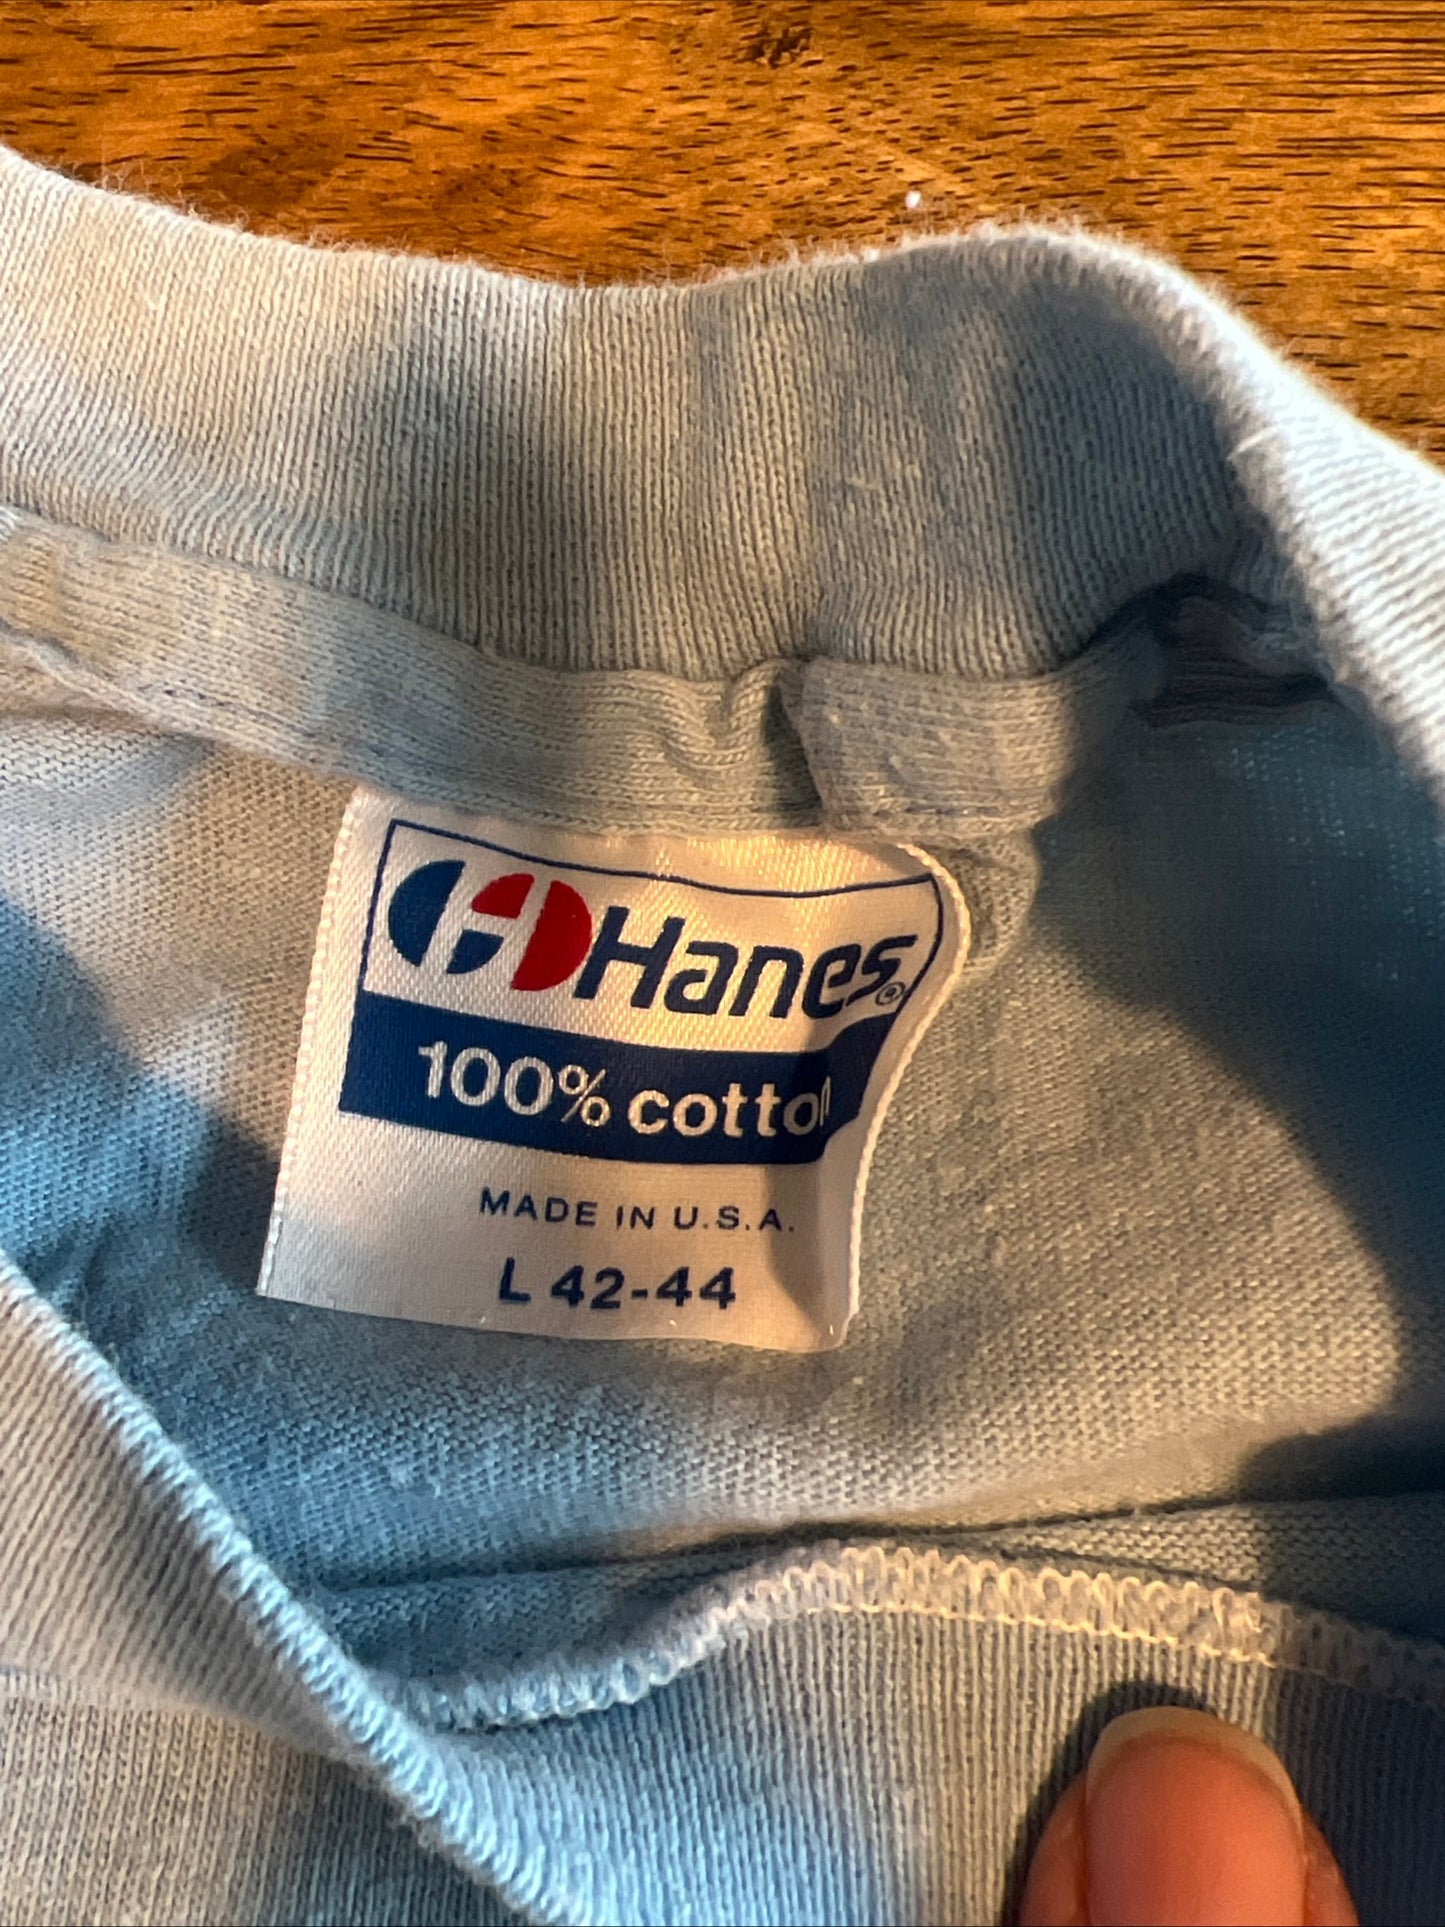 Hanes®
100% cotton
MADE IN U.S.A.
L 42-44